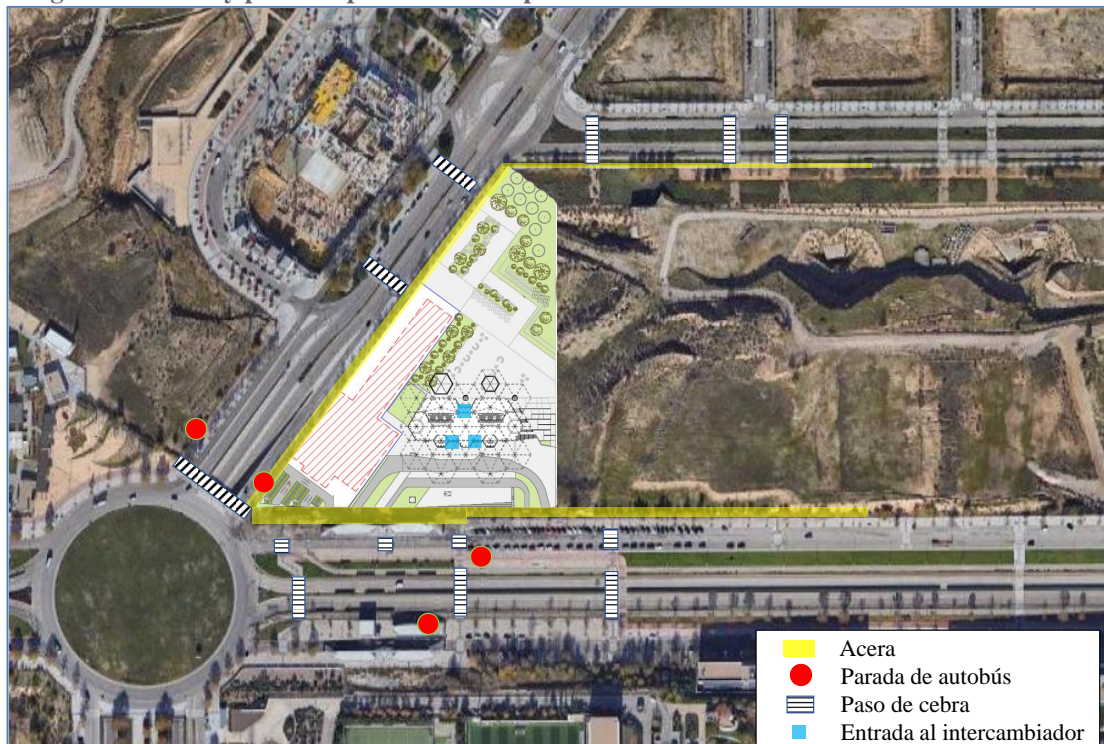 Acera
Parada de autobús
Paso de cebra
Entrada al intercambiador